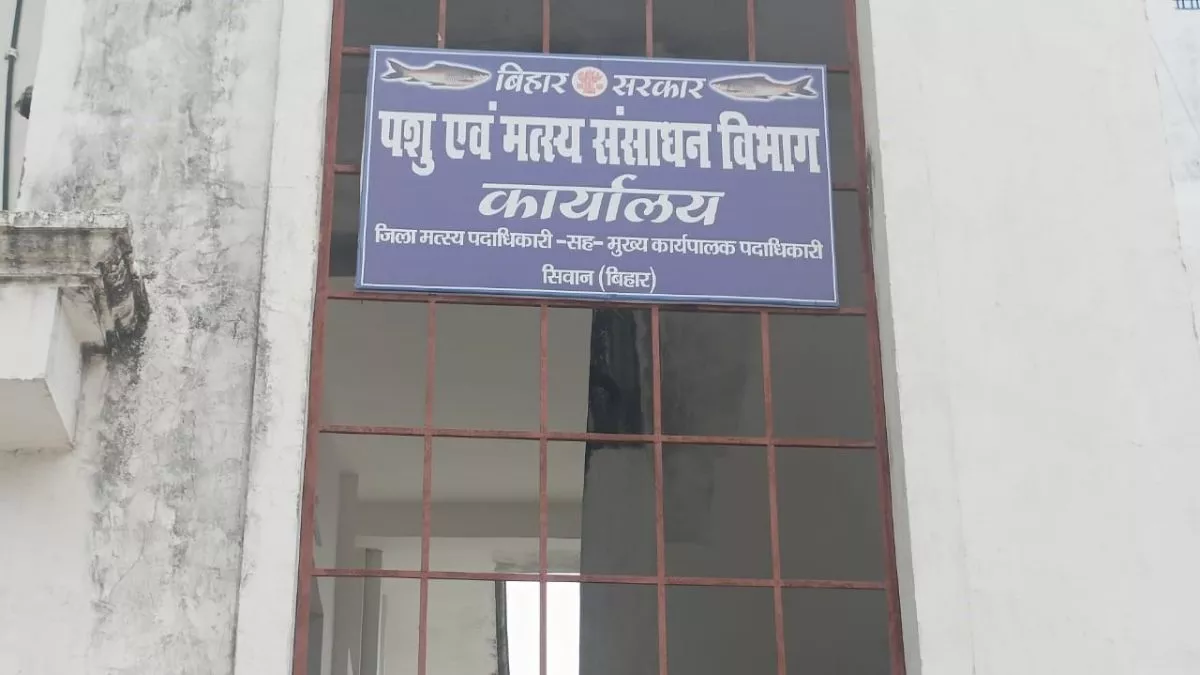 बिहार सरकार
पशु एवं मत्स्य संसाधन विभाग
कार्यालय
जिला मत्स्य पदाधिकारी -सह- मुख्य कार्यपालक पदाधिकारी
सिवान (बिहार)